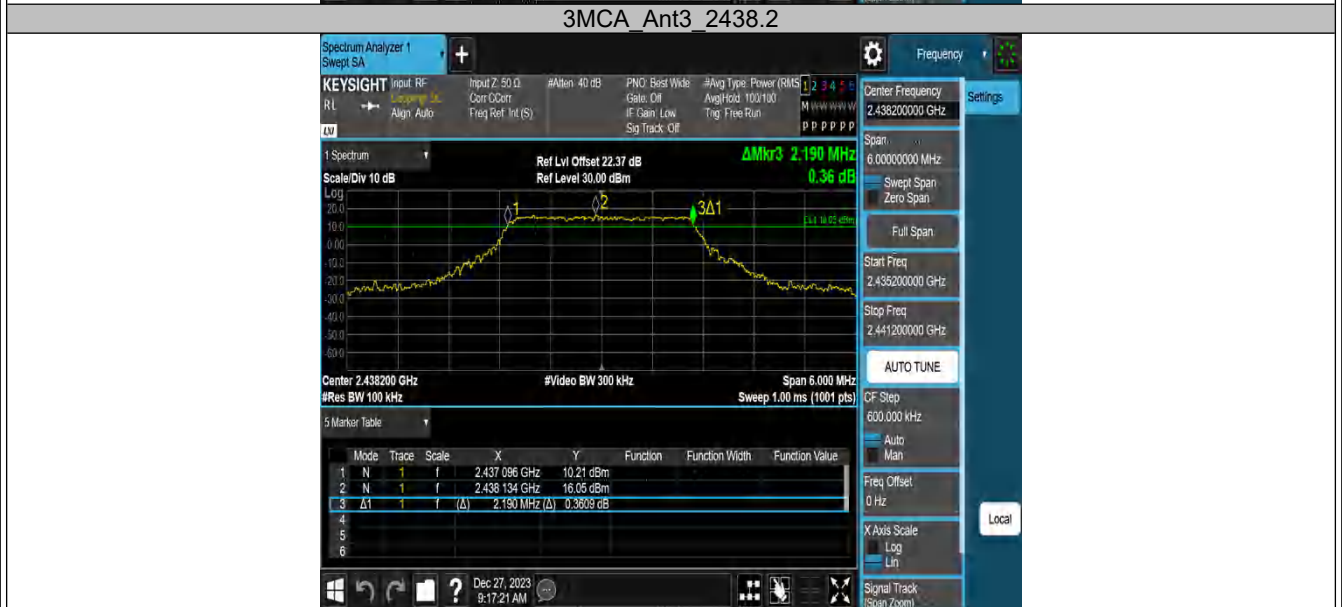 3MCA_Ant3_2438.2
Spectrum Analyzer 1
Swept SA
+
Frequency
KEYSIGHT
RL
LXI
Input: RF
Coupling: DC
Align: Auto
Input Z: 50 Ω
Corr CCorr
Freq Ref: Int (S)
#Atten: 40 dB
PNO: Best Wide
Gate: Off
IF Gain: Low
Sig Track: Off
#Avg Type: Power (RMS
Avg|Hold: 100/100
Trig: Free Run
1 2 3 4 5 6
M W W W W W
P P P P P P
Center Frequency
2.438200000 GHz
Settings
Span
6.00000000 MHz
Swept Span
Zero Span
Full Span
Start Freq
2.435200000 GHz
Stop Freq
2.441200000 GHz
AUTO TUNE
CF Step
600.000 kHz
Auto
Man
Freq Offset
0 Hz
X Axis Scale
Log
Lin
Signal Track
(Span Zoom)
Local
1 Spectrum
Scale/Div 10 dB
Log
Ref Lvl Offset 22.37 dB
Ref Level 30.00 dBm
ΔMkr3 2.190 MHz
0.36 dB
20.0
10.0
0.00
-10.0
-20.0
-30.0
-40.0
-50.0
-60.0
1
2
3Δ1
Center 2.438200 GHz
#Res BW 100 kHz
#Video BW 300 kHz
Span 6.000 MHz
Sweep 1.00 ms (1001 pts)
5 Marker Table
Mode Trace Scale X Y Function Function Width Function Value
1 N 1 f 2.437 096 GHz 10.21 dBm
2 N 1 f 2.438 134 GHz 16.05 dBm
3 Δ1 1 f (Δ) 2.190 MHz (Δ) 0.3609 dB
4
5
6
?
Dec 27, 2023
9:17:21 AM